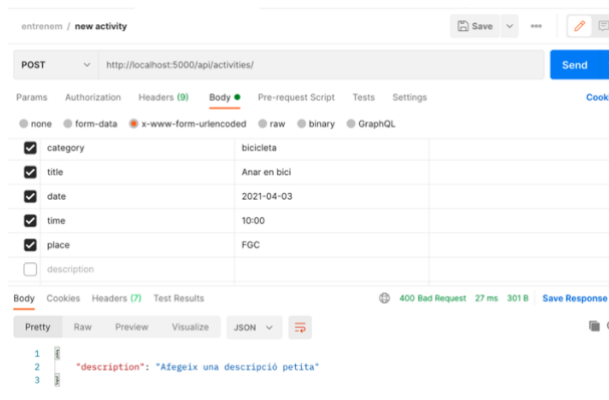 entrenem / new activity
Save
POST http://localhost:5000/api/activities/ Send
Params Authorization Headers (9) Body Pre-request Script Tests Settings Cooki
none form-data x-www-form-urlencoded raw binary GraphQL
category bicicleta
title Anar en bici
date 2021-04-03
time 10:00
place FGC
description
Body Cookies Headers (7) Test Results 400 Bad Request 27 ms 301 B Save Response
Pretty Raw Preview Visualize JSON
1
2 "description": "Afegeix una descripció petita"
3